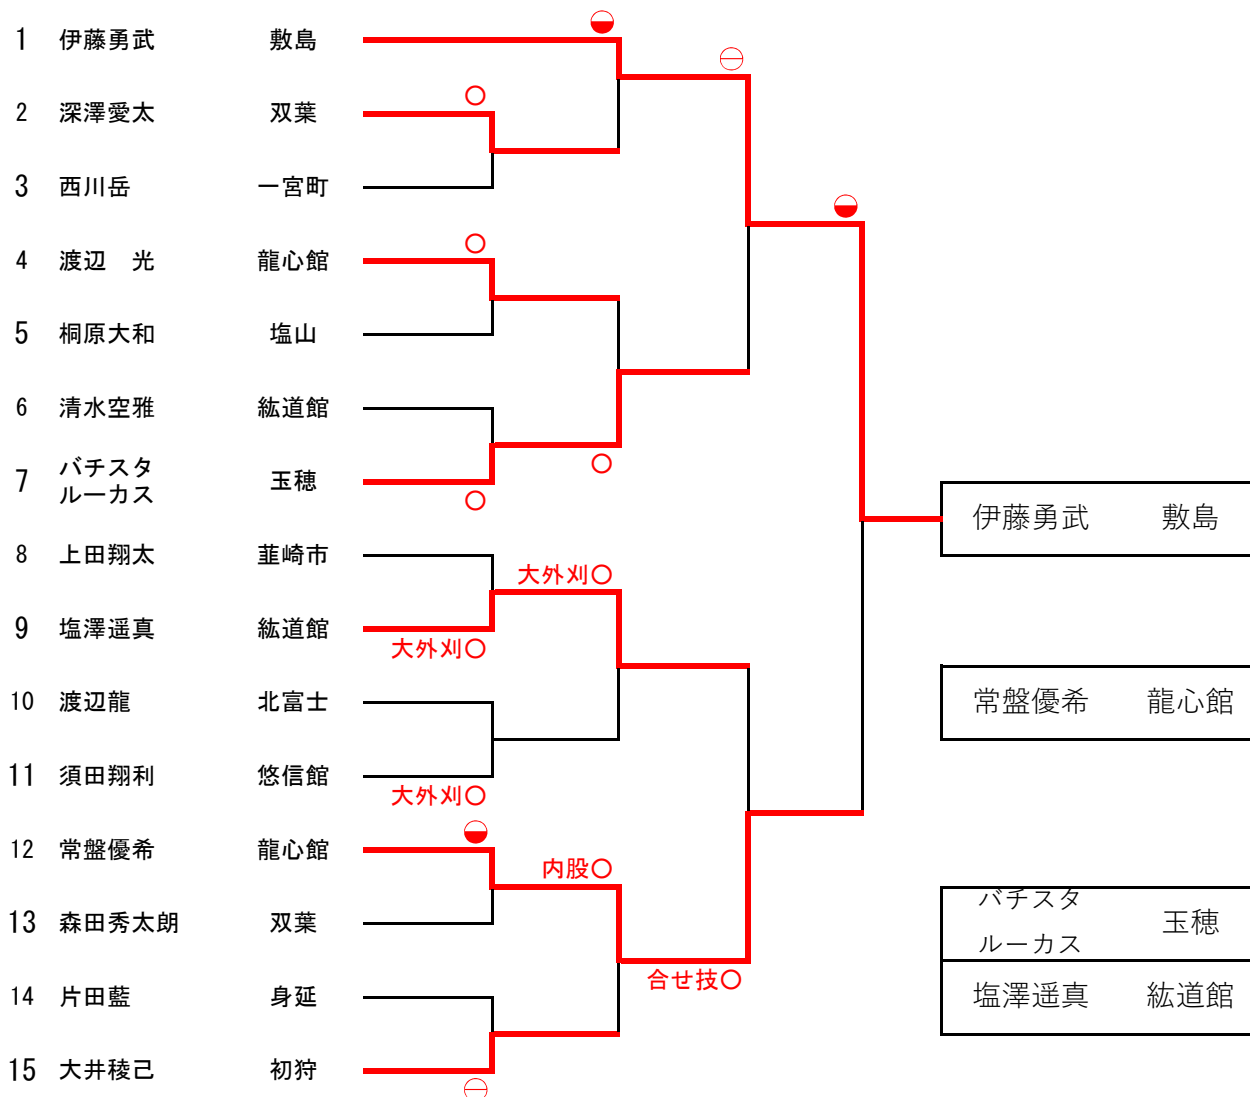 1 伊藤勇武 敷島
2 深澤愛太 双葉
3 西川岳 一宮町
4 渡辺　光 龍心館
5 桐原大和 塩山
6 清水空雅 紘道館
7 バチスタ
ルーカス 玉穂
8 上田翔太 韮崎市
大外刈〇
9 塩澤遥真 紘道館
大外刈〇
10 渡辺龍 北富士
11 須田翔利 悠信館
大外刈〇
12 常盤優希 龍心館
内股〇
13 森田秀太朗 双葉
合せ技〇
14 片田藍 身延
15 大井稜己 初狩
伊藤勇武 敷島
常盤優希 龍心館
バチスタ
ルーカス 玉穂
塩澤遥真 紘道館